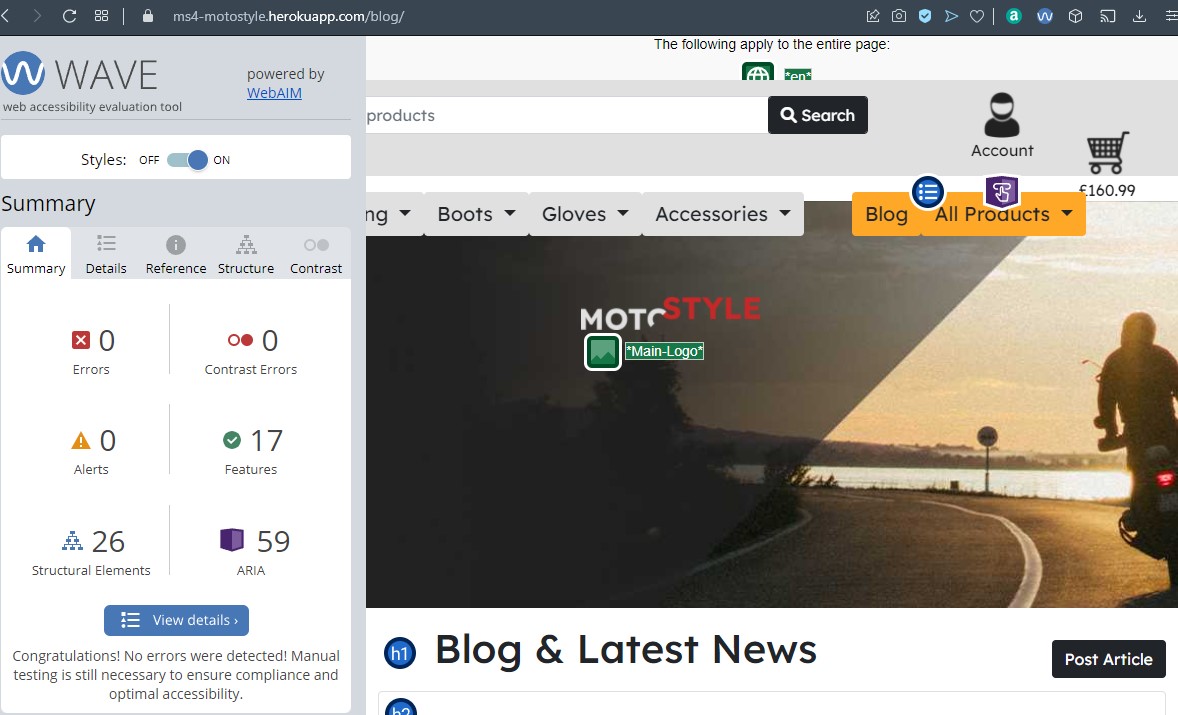 ms4-motostyle.herokuapp.com/blog/
WAVE
web accessibility evaluation tool
powered by
WebAIM
Styles: OFF ON
Summary
Summary Details Reference Structure Contrast
0
Errors
0
Contrast Errors
0
Alerts
17
Features
26
Structural Elements
59
ARIA
View details ›
Congratulations! No errors were detected! Manual
testing is still necessary to ensure compliance and
optimal accessibility.
The following apply to the entire page:
*en*
products
Search
Account
£160.99
ng Boots Gloves Accessories Blog All Products
MOTO STYLE
*Main-Logo*
h1 Blog & Latest News
Post Article
h2